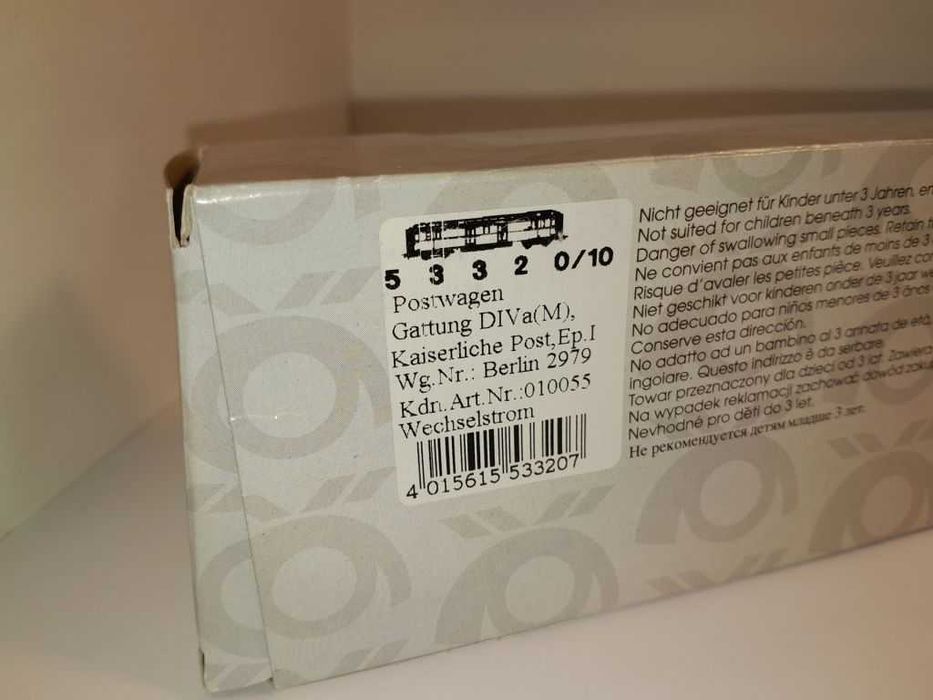 5 3 3 2 0/10
Postwagen
Gattung DIVa(M),
Kaiserliche Post,Ep.I
Wg.Nr.: Berlin 2979
Kdn.Art.Nr.:010055
Wechselstrom
4 015615 533207
Nicht geeignet für Kinder unter 3 Jahren,
Not suited for children beneath 3 years.
Danger of swallowing small pieces. Retain
Ne convient pas aux enfants de moins de 3
Risque d'avaler les petites pièce. Veuillez
Niet geschikt voor kinderen onder de 3 jaar
No adecuado para niños menores de 3 ános
Conserve esta dirección.
No adatto ad un bambino al 3 annata de età,
ingolare. Questo indirizzo è da serbare.
Towar przeznaczony dla dzieci od 3 lat.
Na wypadek reklamacji zachować dowód
Nevhodné pro děti do 3 let.
Не рекомендуется детям младше 3 лет.